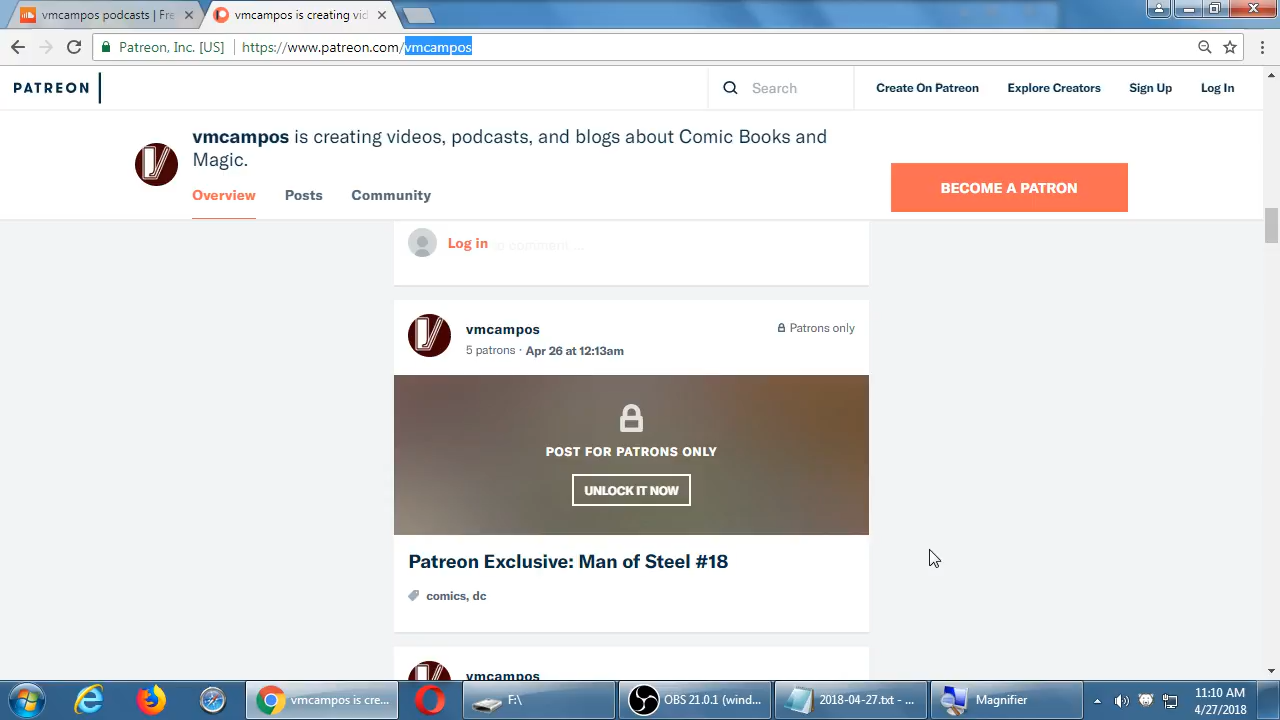 vmcampos podcasts | Fre
vmcampos is creating vid
Patreon, Inc. [US]
https://www.patreon.com/vmcampos
PATREON
Search
Create On Patreon
Explore Creators
Sign Up
Log In
vmcampos is creating videos, podcasts, and blogs about Comic Books and
Magic.
Overview
Posts
Community
BECOME A PATRON
Log in
comment ...
vmcampos
5 patrons · Apr 26 at 12:13am
Patrons only
POST FOR PATRONS ONLY
UNLOCK IT NOW
Patreon Exclusive: Man of Steel #18
comics, dc
vmcampos
vmcampos is cre...
F:\
OBS 21.0.1 (wind...
2018-04-27.txt - ...
Magnifier
11:10 AM
4/27/2018